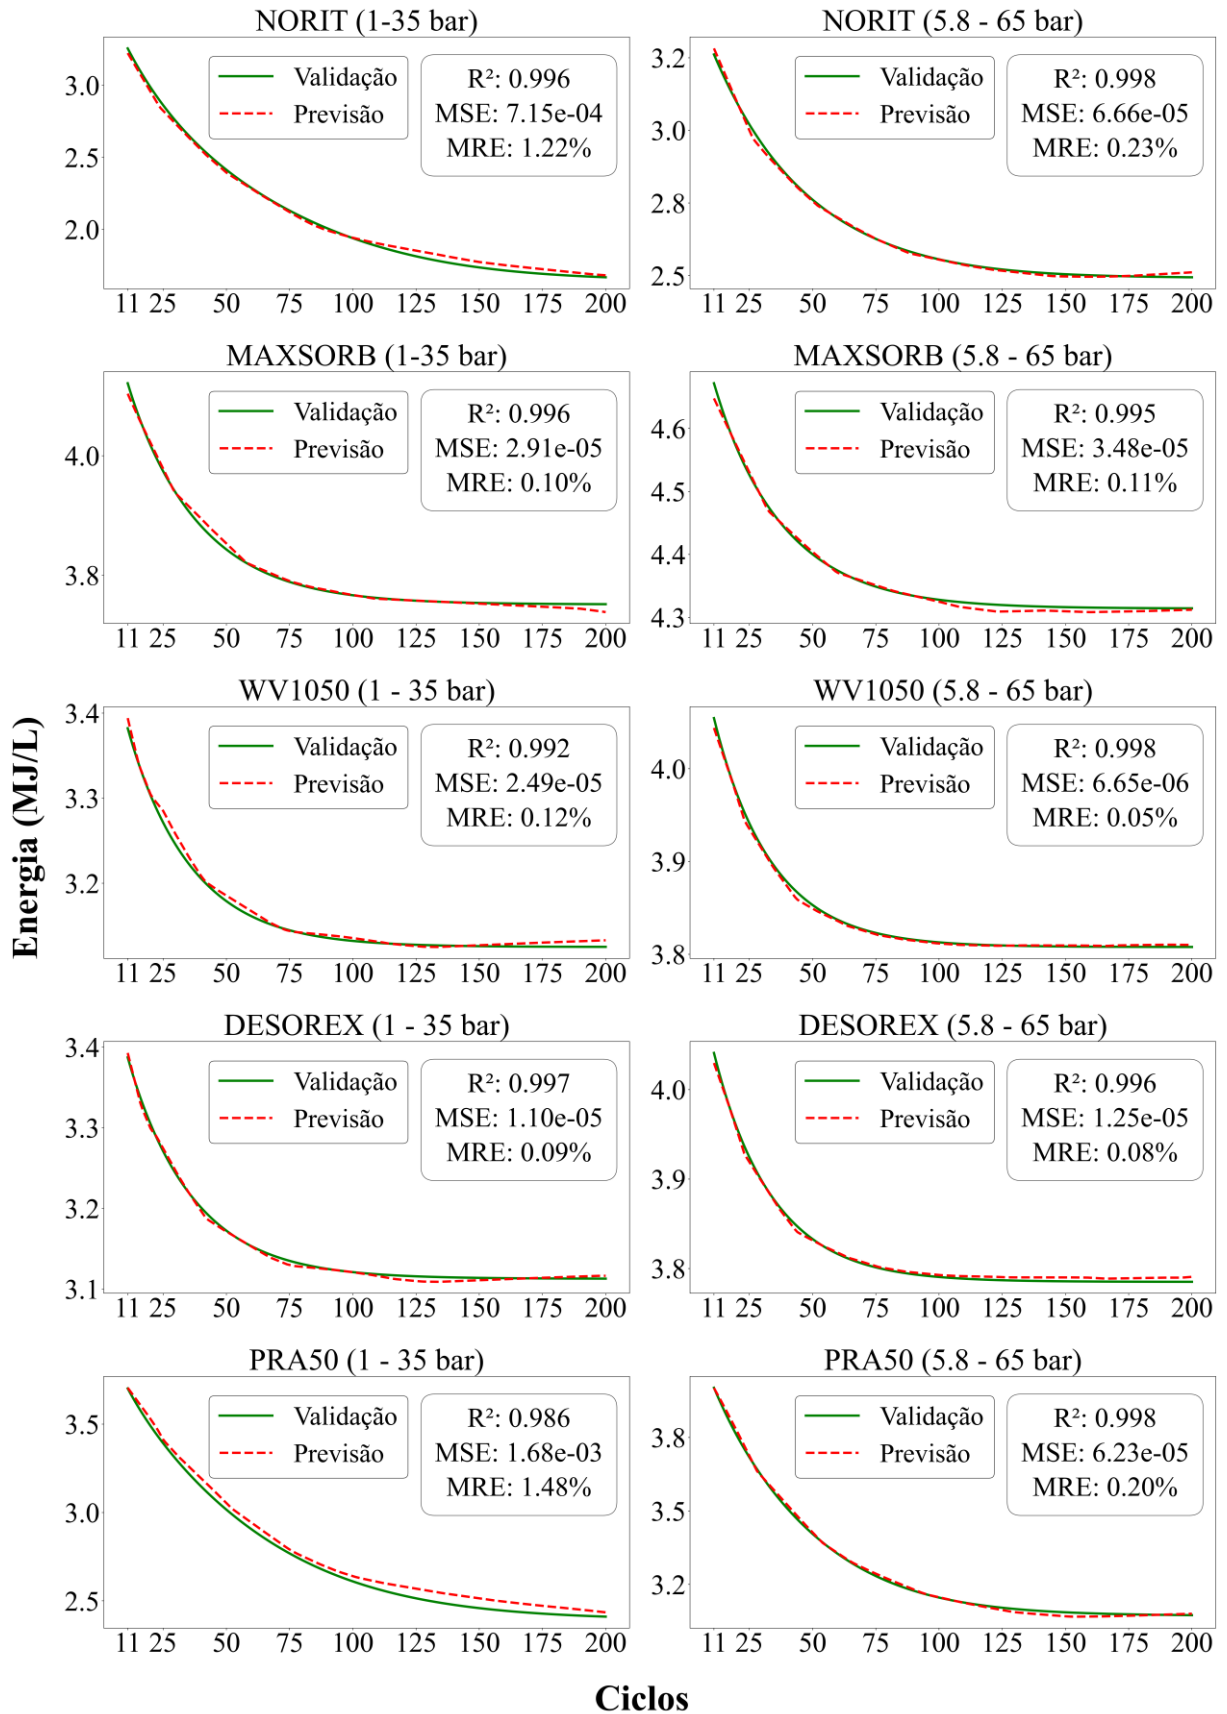 NORIT (1-35 bar)
Validação
Previsão
R²: 0.996
MSE: 7.15e-04
MRE: 1.22%
3.0
2.5
2.0
11 25 50 75 100 125 150 175 200
NORIT (5.8 - 65 bar)
Validação
Previsão
R²: 0.998
MSE: 6.66e-05
MRE: 0.23%
3.2
3.0
2.8
2.5
11 25 50 75 100 125 150 175 200
MAXSORB (1-35 bar)
Validação
Previsão
R²: 0.996
MSE: 2.91e-05
MRE: 0.10%
4.0
3.8
11 25 50 75 100 125 150 175 200
MAXSORB (5.8 - 65 bar)
Validação
Previsão
R²: 0.995
MSE: 3.48e-05
MRE: 0.11%
4.6
4.5
4.4
4.3
11 25 50 75 100 125 150 175 200
Energia (MJ/L)
WV1050 (1 - 35 bar)
Validação
Previsão
R²: 0.992
MSE: 2.49e-05
MRE: 0.12%
3.4
3.3
3.2
11 25 50 75 100 125 150 175 200
WV1050 (5.8 - 65 bar)
Validação
Previsão
R²: 0.998
MSE: 6.65e-06
MRE: 0.05%
4.0
3.9
3.8
11 25 50 75 100 125 150 175 200
DESOREX (1 - 35 bar)
Validação
Previsão
R²: 0.997
MSE: 1.10e-05
MRE: 0.09%
3.4
3.3
3.2
3.1
11 25 50 75 100 125 150 175 200
DESOREX (5.8 - 65 bar)
Validação
Previsão
R²: 0.996
MSE: 1.25e-05
MRE: 0.08%
4.0
3.9
3.8
11 25 50 75 100 125 150 175 200
PRA50 (1 - 35 bar)
Validação
Previsão
R²: 0.986
MSE: 1.68e-03
MRE: 1.48%
3.5
3.0
2.5
11 25 50 75 100 125 150 175 200
PRA50 (5.8 - 65 bar)
Validação
Previsão
R²: 0.998
MSE: 6.23e-05
MRE: 0.20%
3.8
3.5
3.2
11 25 50 75 100 125 150 175 200
Ciclos